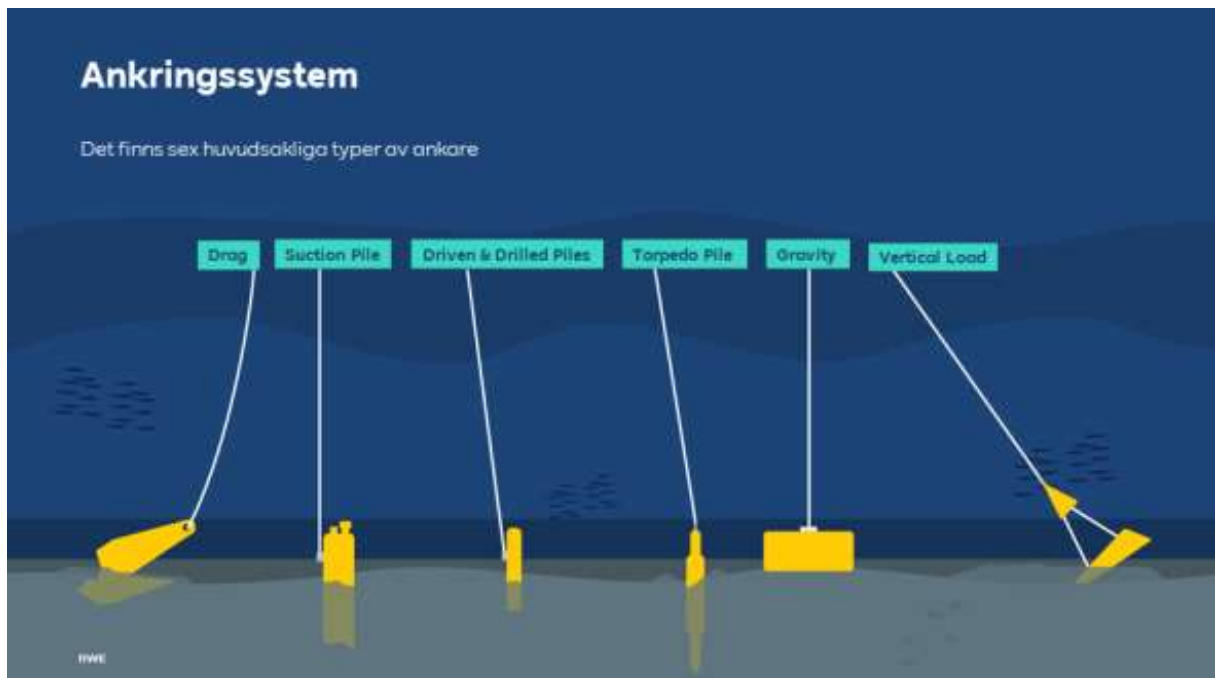 Ankringssystem
Det finns sex huvudsakliga typer av ankare
Drag
Suction Pile
Driven & Drilled Piles
Torpedo Pile
Gravity
Vertical Load
RWE